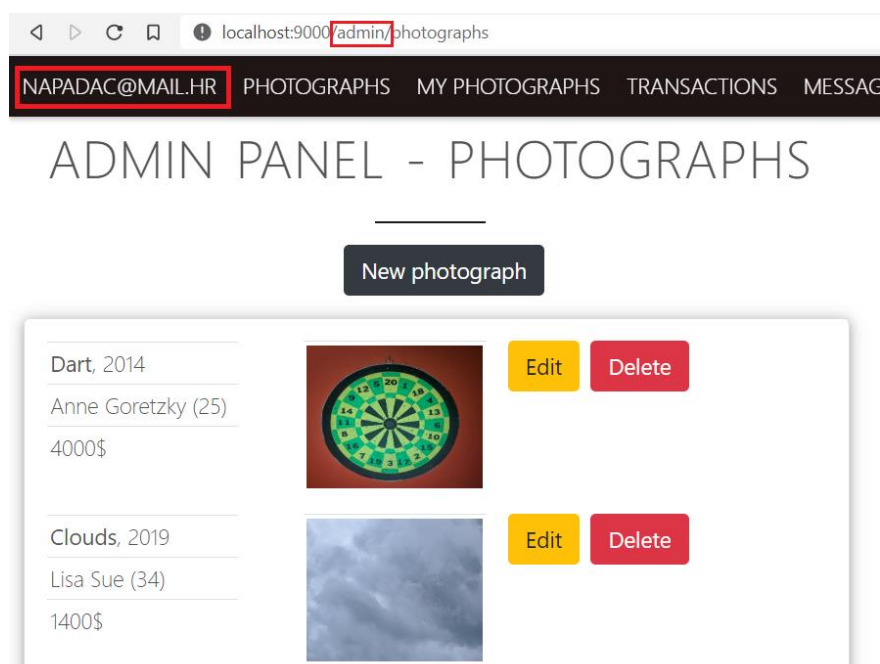 localhost:9000/admin/photographs
NAPADAC@MAIL.HR PHOTOGRAPHS MY PHOTOGRAPHS TRANSACTIONS MESSAG
ADMIN PANEL - PHOTOGRAPHS
New photograph
Dart, 2014
Edit Delete
Anne Goretzky (25)
4000$
Clouds, 2019
Edit Delete
Lisa Sue (34)
1400$